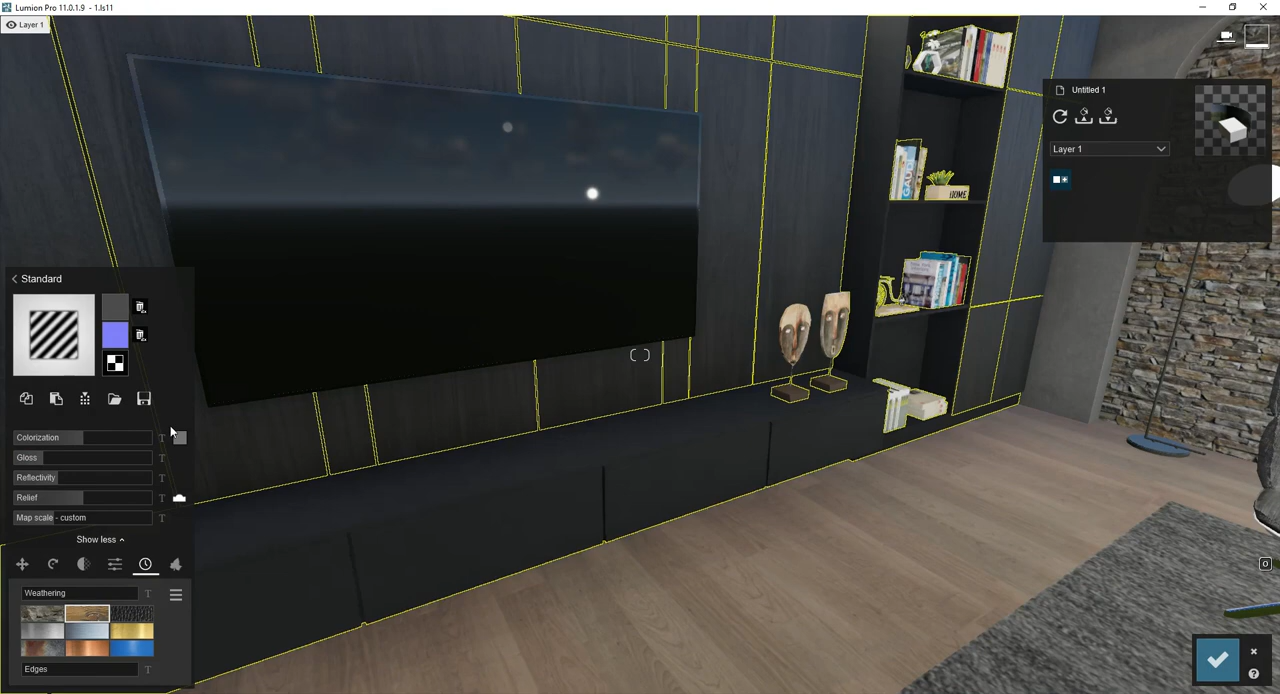 Lumion Pro 11.0.1.9 - 1.ls11
Layer 1
Untitled 1
Layer 1
GAUDÍ
HOME
Standard
Colorization
T
Gloss
T
Reflectivity
T
Relief
T
Map scale - custom
T
Show less
Weathering
T
Edges
T
O
?